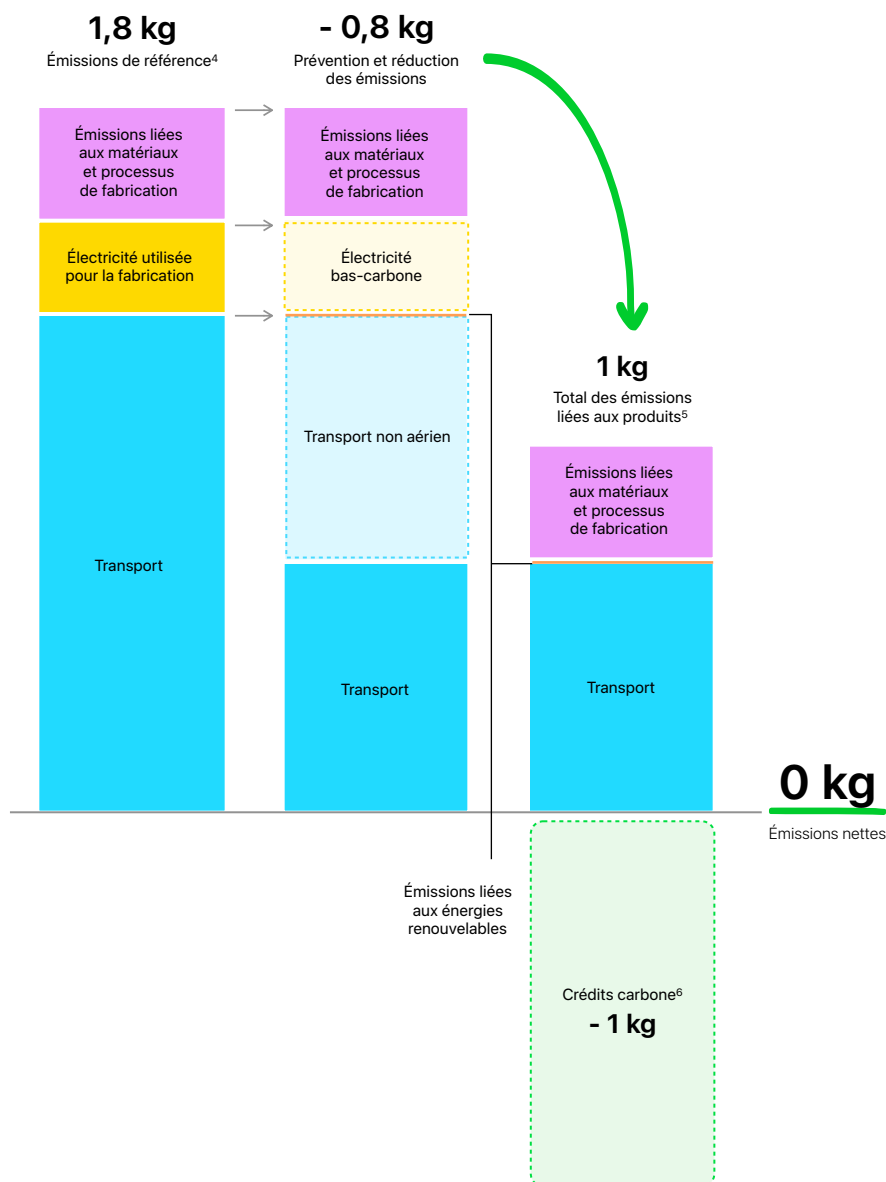 1,8 kg
Émissions de référence⁴
- 0,8 kg
Prévention et réduction
des émissions
Émissions liées
aux matériaux
et processus
de fabrication
Électricité utilisée
pour la fabrication
Transport
Émissions liées
aux matériaux
et processus
de fabrication
Électricité
bas-carbone
Transport non aérien
Transport
1 kg
Total des émissions
liées aux produits⁵
Émissions liées
aux matériaux
et processus
de fabrication
Transport
0 kg
Émissions nettes
Émissions liées
aux énergies
renouvelables
Crédits carbone⁶
- 1 kg